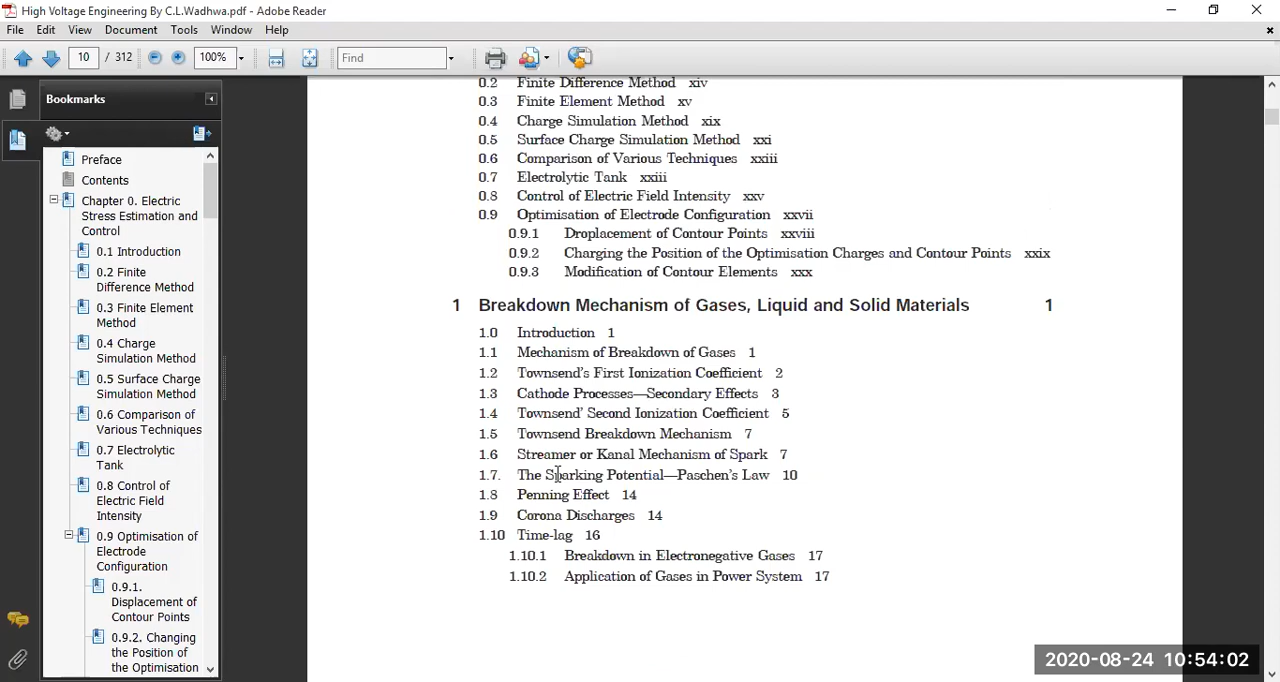 High Voltage Engineering By C.L.Wadhwa.pdf - Adobe Reader
File Edit View Document Tools Window Help
10 / 312 100% Find
Bookmarks
Preface
Contents
Chapter 0. Electric
Stress Estimation and
Control
0.1 Introduction
0.2 Finite
Difference Method
0.3 Finite Element
Method
0.4 Charge
Simulation Method
0.5 Surface Charge
Simulation Method
0.6 Comparison of
Various Techniques
0.7 Electrolytic
Tank
0.8 Control of
Electric Field
Intensity
0.9 Optimisation of
Electrode
Configuration
0.9.1.
Displacement of
Contour Points
0.9.2. Changing
the Position of
the Optimisation
0.2 Finite Difference Method xiv
0.3 Finite Element Method xv
0.4 Charge Simulation Method xix
0.5 Surface Charge Simulation Method xxi
0.6 Comparison of Various Techniques xxiii
0.7 Electrolytic Tank xxiii
0.8 Control of Electric Field Intensity xxv
0.9 Optimisation of Electrode Configuration xxvii
0.9.1 Droplacement of Contour Points xxviii
0.9.2 Charging the Position of the Optimisation Charges and Contour Points xxix
0.9.3 Modification of Contour Elements xxx
1 Breakdown Mechanism of Gases, Liquid and Solid Materials 1
1.0 Introduction 1
1.1 Mechanism of Breakdown of Gases 1
1.2 Townsend's First Ionization Coefficient 2
1.3 Cathode Processes—Secondary Effects 3
1.4 Townsend' Second Ionization Coefficient 5
1.5 Townsend Breakdown Mechanism 7
1.6 Streamer or Kanal Mechanism of Spark 7
1.7. The Sparking Potential—Paschen's Law 10
1.8 Penning Effect 14
1.9 Corona Discharges 14
1.10 Time-lag 16
1.10.1 Breakdown in Electronegative Gases 17
1.10.2 Application of Gases in Power System 17
2020-08-24 10:54:02